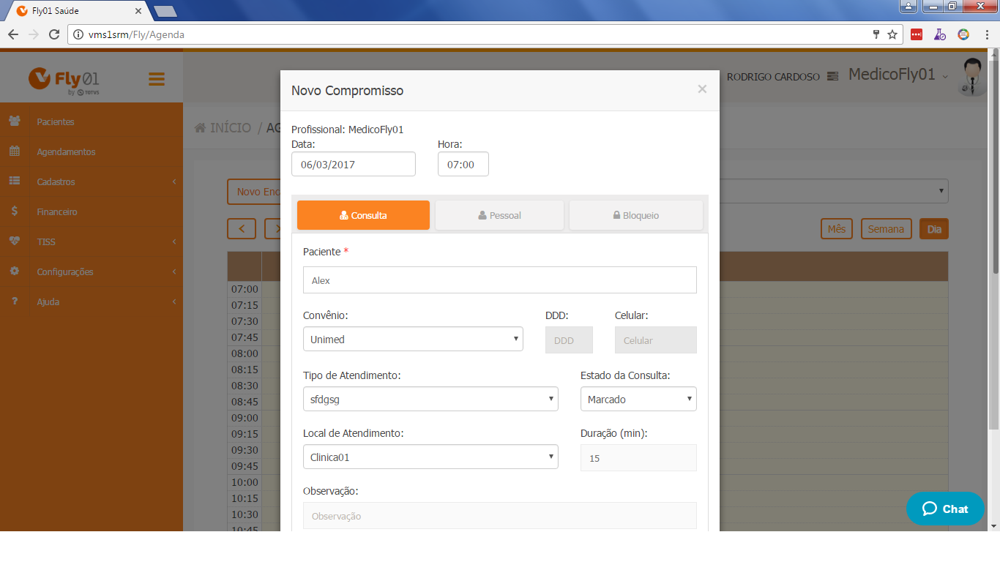 Fly01 Saúde
vms1srm/Fly/Agenda
Fly01
by TOTVS
RODRIGO CARDOSO
MedicoFly01
Pacientes
Agendamentos
Cadastros
Financeiro
TISS
Configurações
Ajuda
INÍCIO / AG
Novo Enc
Mês
Semana
Dia
07:00
07:15
07:30
07:45
08:00
08:15
08:30
08:45
09:00
09:15
09:30
09:45
10:00
10:15
10:30
10:45
Novo Compromisso
Profissional: MedicoFly01
Data: Hora:
06/03/2017 07:00
Consulta Pessoal Bloqueio
Paciente *
Alex
Convênio: DDD: Celular:
Unimed DDD Celular
Tipo de Atendimento: Estado da Consulta:
sfdgsg Marcado
Local de Atendimento: Duração (min):
Clinica01 15
Observação:
Observação
Chat